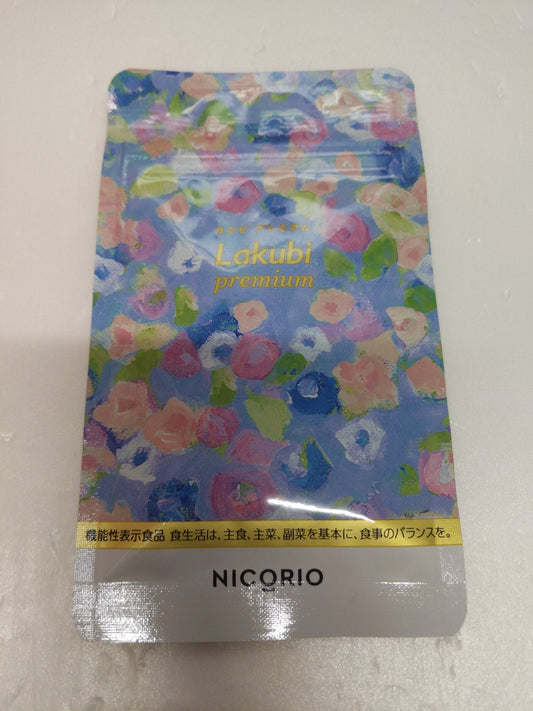 ラクビ プレミアム
Lakubi
premium
機能性表示食品 食生活は、主食、主菜、副菜を基本に、食事のバランスを。
NICORIO